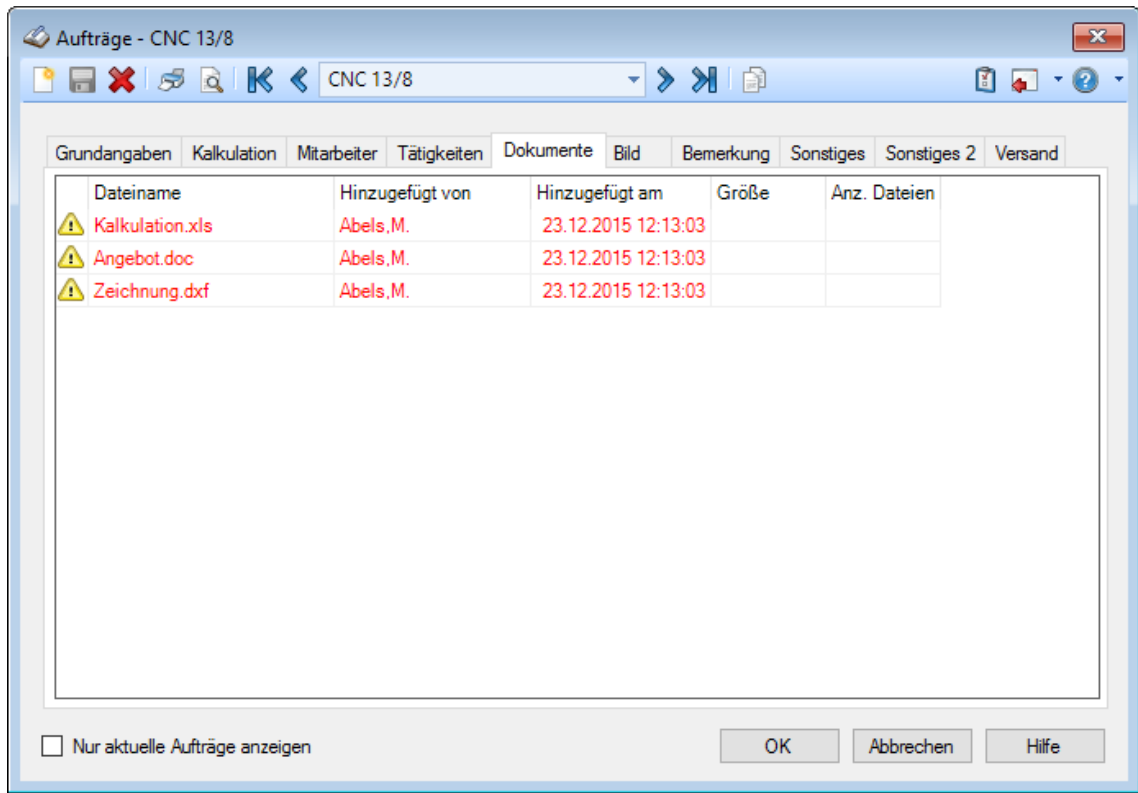 Aufträge - CNC 13/8
CNC 13/8
Grundangaben Kalkulation Mitarbeiter Tätigkeiten Dokumente Bild Bemerkung Sonstiges Sonstiges 2 Versand
Dateiname Hinzugefügt von Hinzugefügt am Größe Anz. Dateien
Kalkulation.xls Abels,M. 23.12.2015 12:13:03
Angebot.doc Abels,M. 23.12.2015 12:13:03
Zeichnung.dxf Abels,M. 23.12.2015 12:13:03
Nur aktuelle Aufträge anzeigen OK Abbrechen Hilfe